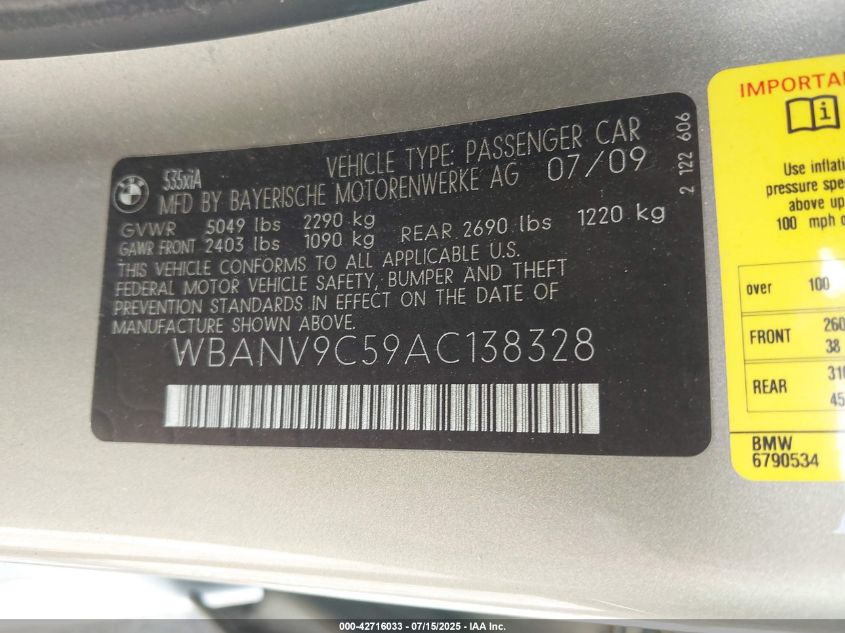 BMW
535xiA
VEHICLE TYPE: PASSENGER CAR
MFD BY BAYERISCHE MOTORENWERKE AG 07/09
GVWR 5049 lbs 2290 kg
GAWR FRONT 2403 lbs 1090 kg REAR 2690 lbs 1220 kg
THIS VEHICLE CONFORMS TO ALL APPLICABLE U.S.
FEDERAL MOTOR VEHICLE SAFETY, BUMPER AND THEFT
PREVENTION STANDARDS IN EFFECT ON THE DATE OF
MANUFACTURE SHOWN ABOVE.
WBANV9C59AC138328
2 122 606
IMPORTA
i
Use inflat
pressure spe
above up
100 mph o
over 100
FRONT 260
38
REAR 310
45
BMW
6790534
000-42716033 - 07/15/2025 - IAA Inc.